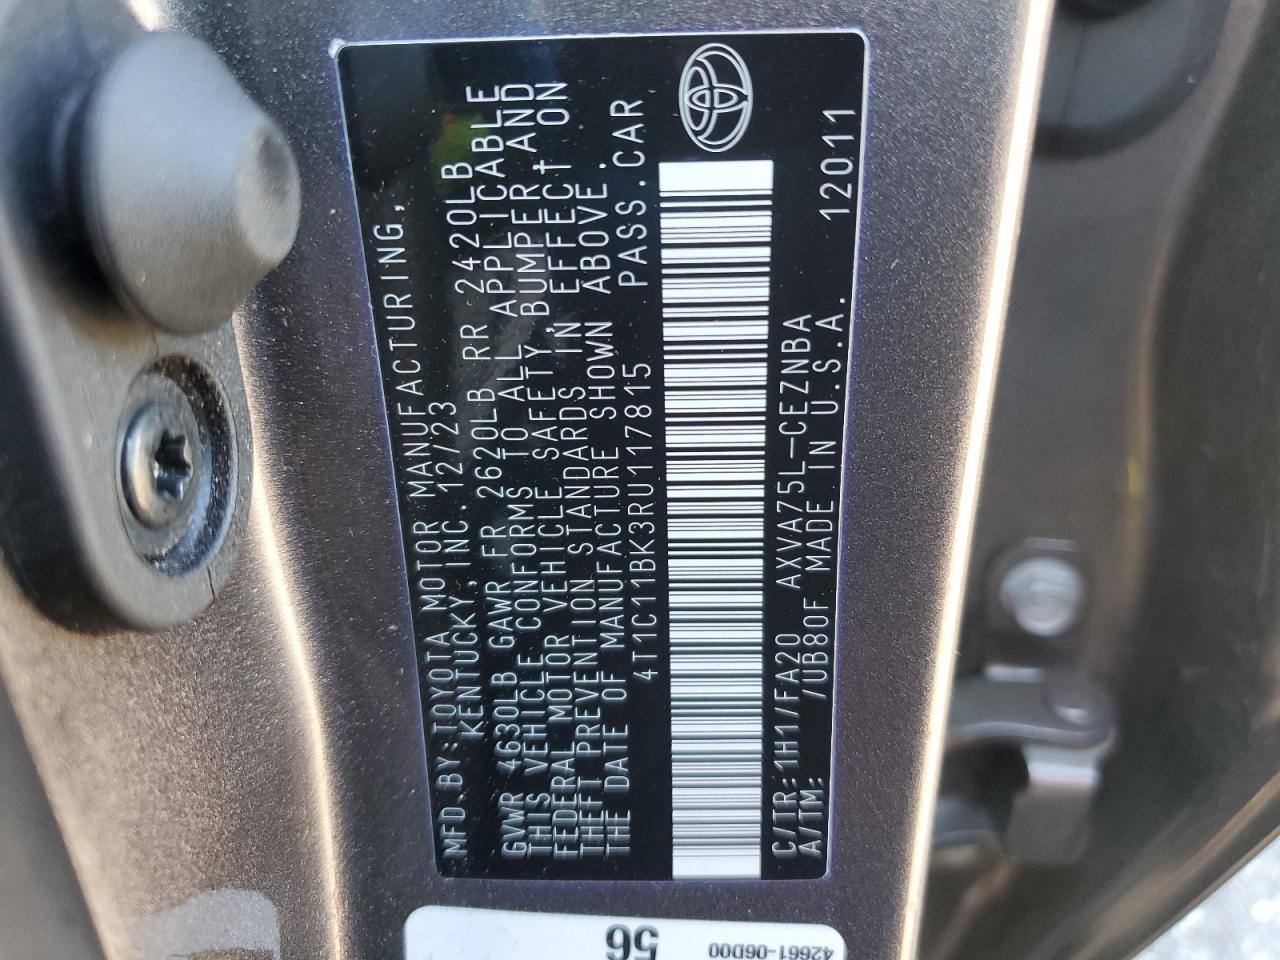 MFD.BY:TOYOTA MOTOR MANUFACTURING,
KENTUCKY,INC. 12/23
GVWR 4630LB GAWR FR 2620LB RR 2420LB
THIS VEHICLE CONFORMS TO ALL APPLICABLE
FEDERAL MOTOR VEHICLE SAFETY,BUMPER,AND
THEFT PREVENTION STANDARDS IN EFFECT ON
THE DATE OF MANUFACTURE SHOWN ABOVE.
4T1C11BK3RU117815 PASS.CAR
C/TR:1H1/FA20 AXVA75L-CEZNBA 12011
A/TM: /UB80F MADE IN U.S.A.
56
42661-06D00